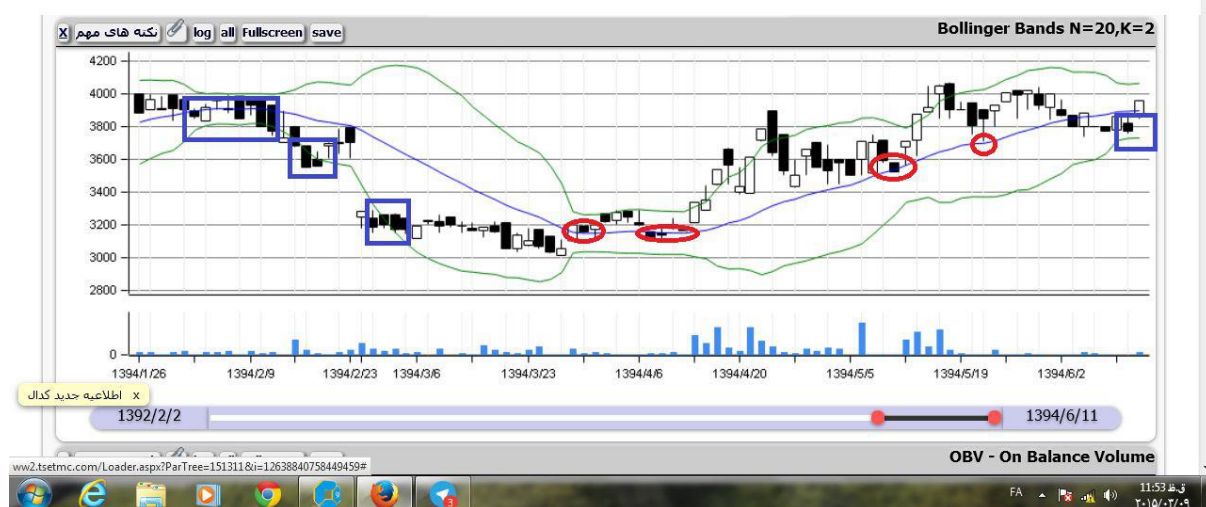 x نکته های مهم log all Fullscreen save Bollinger Bands N=20,K=2
4200
4000
3800
3600
3400
3200
3000
2800
0
1394/1/26 1394/2/9 1394/2/23 1394/3/6 1394/3/23 1394/4/6 1394/4/20 1394/5/5 1394/5/19 1394/6/2
x اطلاعیه جدید کدال
1392/2/2 1394/6/11
OBV - On Balance Volume
ww2.tsetmc.com/Loader.aspx?ParTree=151311&i=12638840758449459#
FA
11:53 ق.ظ